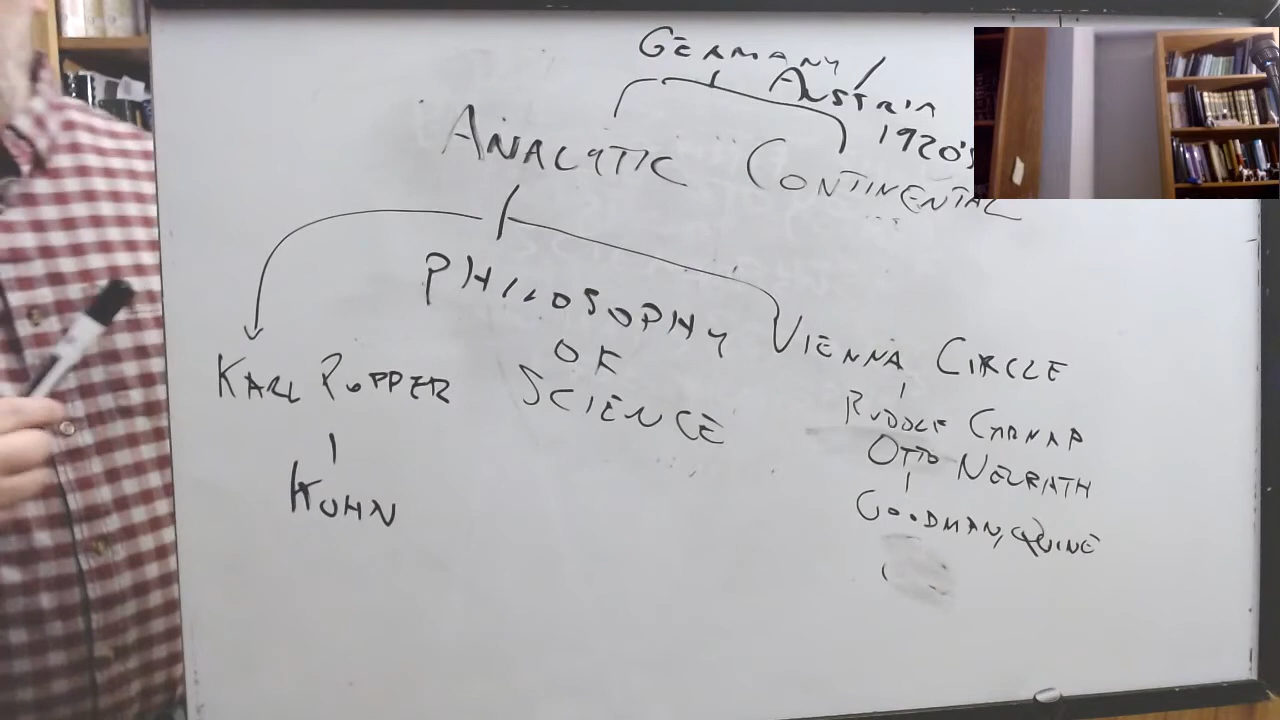 GERMANY/
AUSTRIA
1920's
ANALYTIC CONTINENTAL
PHILOSOPHY
OF
SCIENCE
KARL POPPER
KUHN
VIENNA CIRCLE
RUDOLF CARNAP
OTTO NEURATH
GOODMAN, QUINE